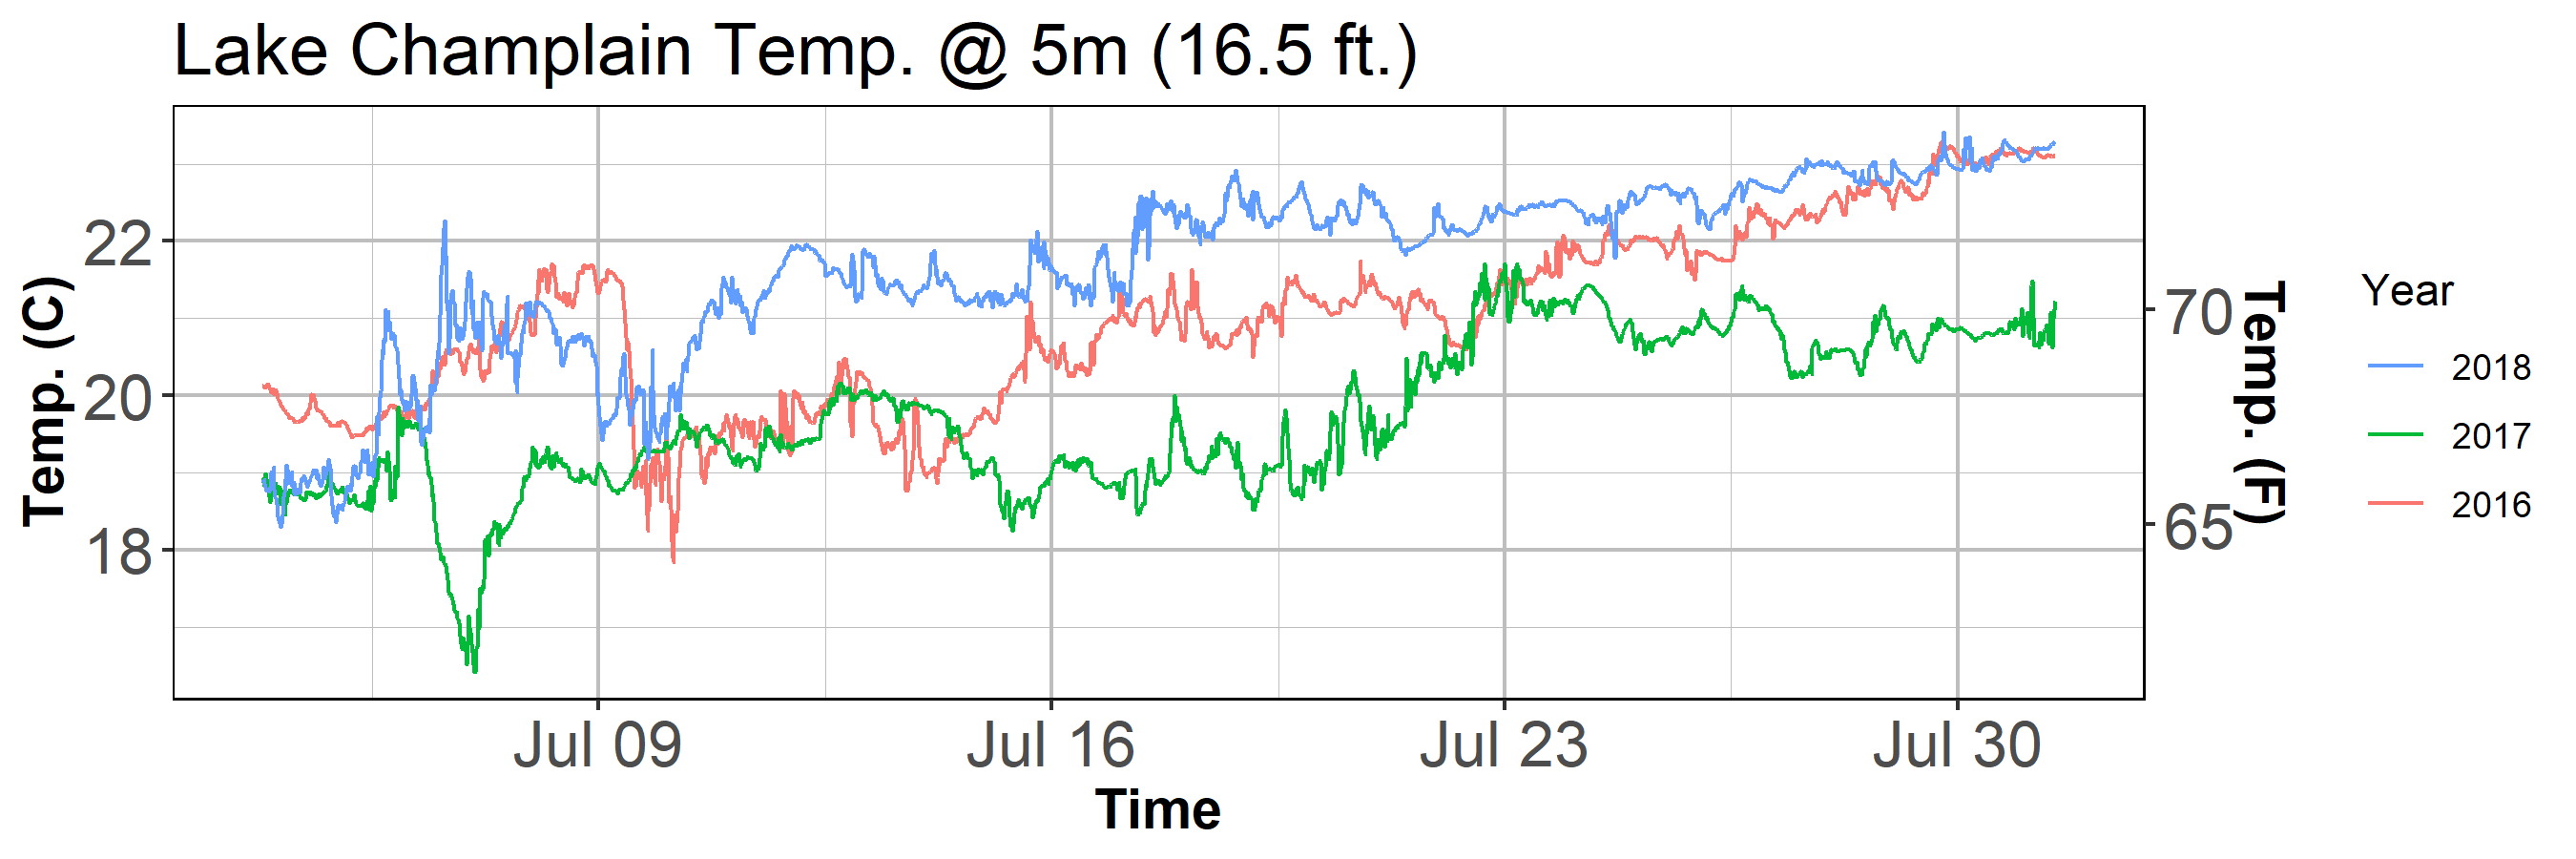 Lake Champlain Temp. @ 5m (16.5 ft.)
Temp. (C)
22
20
18
70
65
Temp. (F)
Jul 09
Jul 16
Jul 23
Jul 30
Time
Year
2018
2017
2016